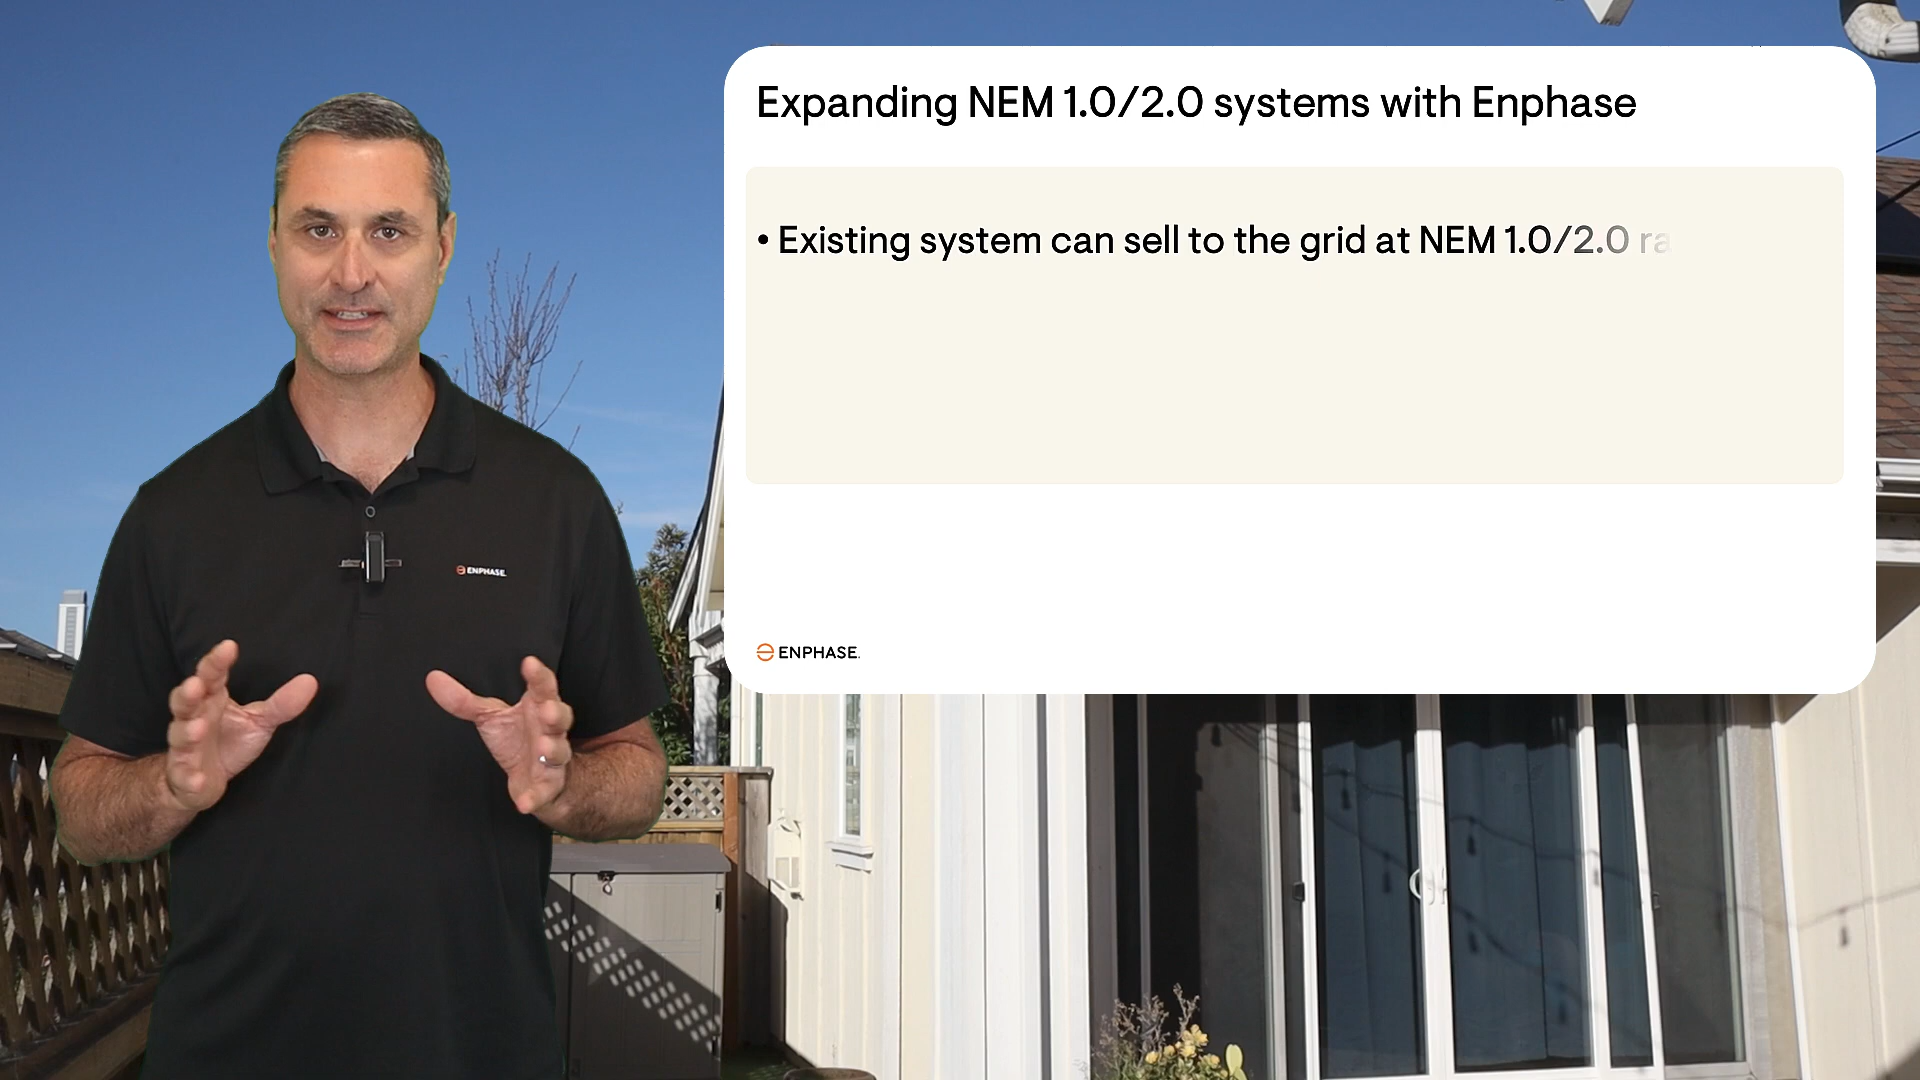 Expanding NEM 1.0/2.0 systems with Enphase
• Existing system can sell to the grid at NEM 1.0/2.0
ENPHASE.
ENPHASE.